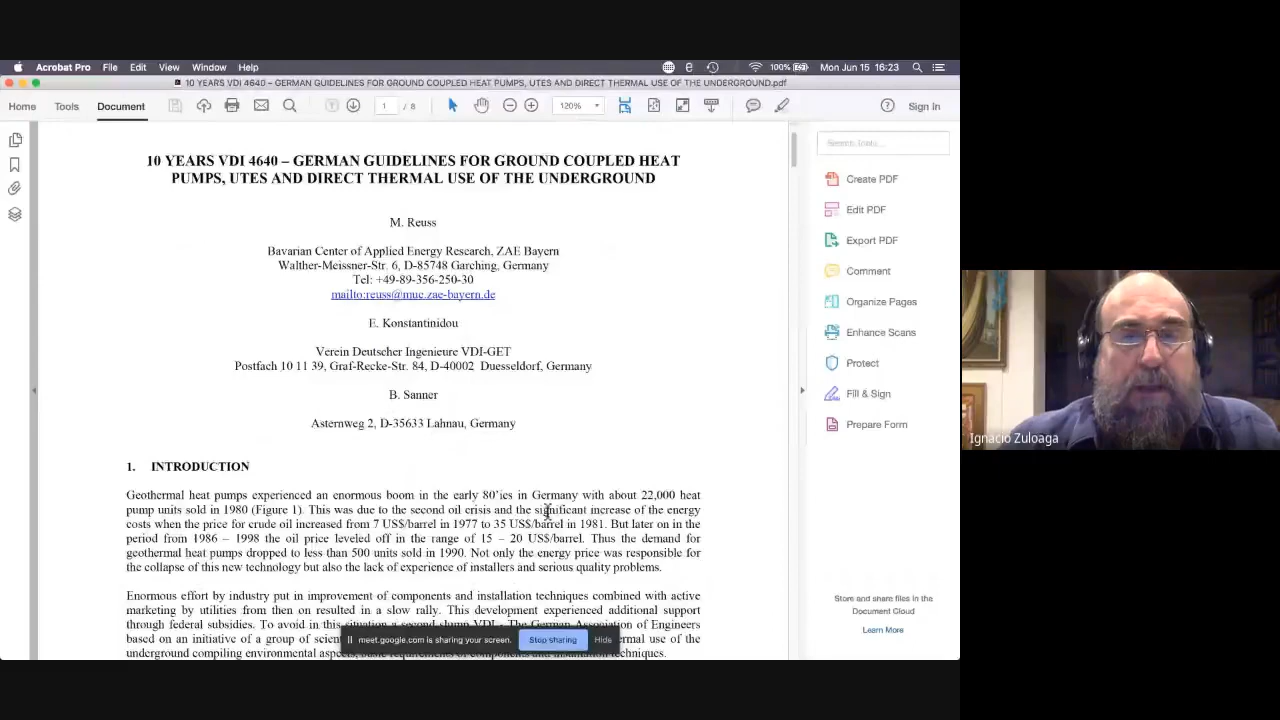 Acrobat Pro File Edit View Window Help 100% Mon Jun 15 16:23
10 YEARS VDI 4640 – GERMAN GUIDELINES FOR GROUND COUPLED HEAT PUMPS, UTES AND DIRECT THERMAL USE OF THE UNDERGROUND.pdf
Home Tools Document 1 / 8 120% Sign In
10 YEARS VDI 4640 – GERMAN GUIDELINES FOR GROUND COUPLED HEAT
PUMPS, UTES AND DIRECT THERMAL USE OF THE UNDERGROUND
M. Reuss
Bavarian Center of Applied Energy Research, ZAE Bayern
Walther-Meissner-Str. 6, D-85748 Garching, Germany
Tel: +49-89-356-250-30
mailto:reuss@muc.zae-bayern.de
E. Konstantinidou
Verein Deutscher Ingenieure VDI-GET
Postfach 10 11 39, Graf-Recke-Str. 84, D-40002 Duesseldorf, Germany
B. Sanner
Asternweg 2, D-35633 Lahnau, Germany
1. INTRODUCTION
Geothermal heat pumps experienced an enormous boom in the early 80'ies in Germany with about 22,000 heat
pump units sold in 1980 (Figure 1). This was due to the second oil crisis and the significant increase of the energy
costs when the price for crude oil increased from 7 US$/barrel in 1977 to 35 US$/barrel in 1981. But later on in the
period from 1986 – 1998 the oil price leveled off in the range of 15 – 20 US$/barrel. Thus the demand for
geothermal heat pumps dropped to less than 500 units sold in 1990. Not only the energy price was responsible for
the collapse of this new technology but also the lack of experience of installers and serious quality problems.
Enormous effort by industry put in improvement of components and installation techniques combined with active
marketing by utilities from then on resulted in a slow rally. This development experienced additional support
through federal subsidies. To avoid in this situation a second slump VDI - The German Association of Engineers
based on an initiative of a group of scien rmal use of the
underground compiling environmental aspects, basic requirements of components and installation techniques.
meet.google.com is sharing your screen. Stop sharing Hide
Search Tools...
Create PDF
Edit PDF
Export PDF
Comment
Organize Pages
Enhance Scans
Protect
Fill & Sign
Prepare Form
Store and share files in the
Document Cloud
Learn More
Ignacio Zuloaga